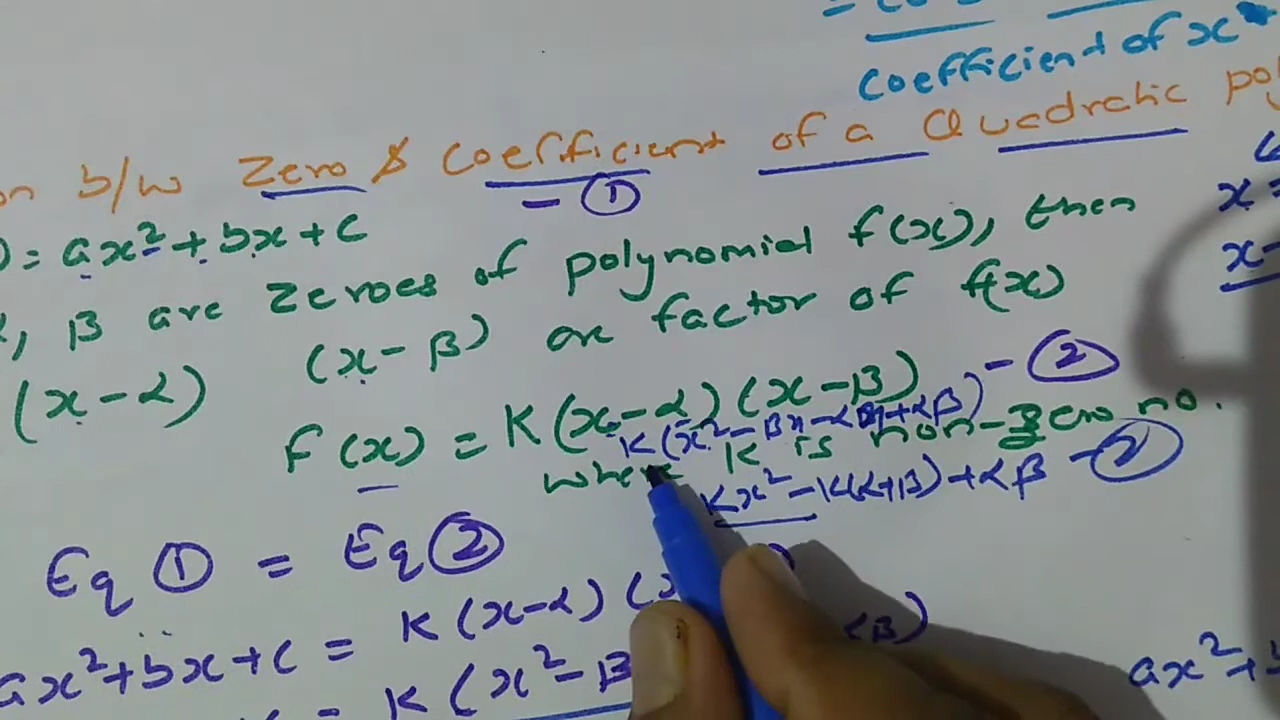 coefficient of x²
on b/w Zero & Coefficient of a Quadratic pol
= ax²+bx+c - ①
, β are zeroes of polynomial f(x), then
(x-α) (x-β) are factor of f(x)
f(x) = K(x-α)(x-β) - ②
K(x²-βx-αx+αβ)
where K is non-zero no.
Kx²-K(α+β)+αβ -②
Eq ① = Eq ②
ax²+bx+c = K(x-α)(x
= K(x²-β
ax²+b
x=
x-